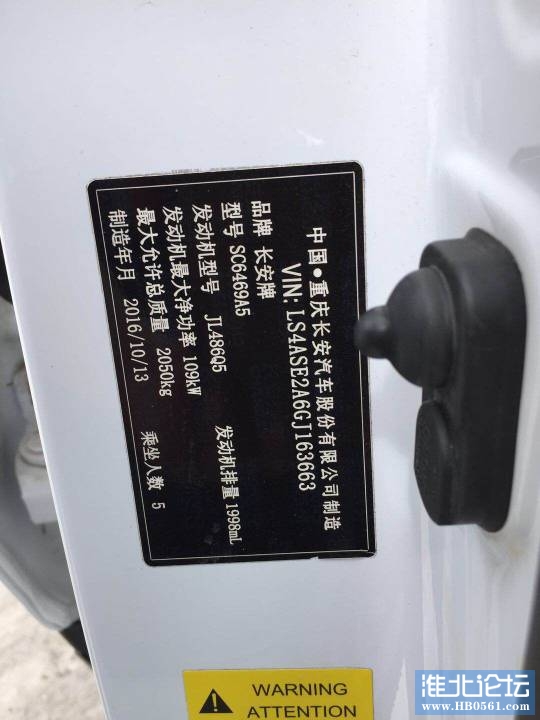 中国●重庆长安汽车股份有限公司制造
VIN: LS4ASE2A6GJ163663
品牌 长安牌
型号 SC6469A5
发动机型号 JL486Q5 发动机排量 1998mL
发动机最大净功率 109kW
最大允许总质量 2050kg 乘坐人数 5
制造年月 2016/10/13
WARNING
ATTENTION
淮北论坛
www.HB0561.com